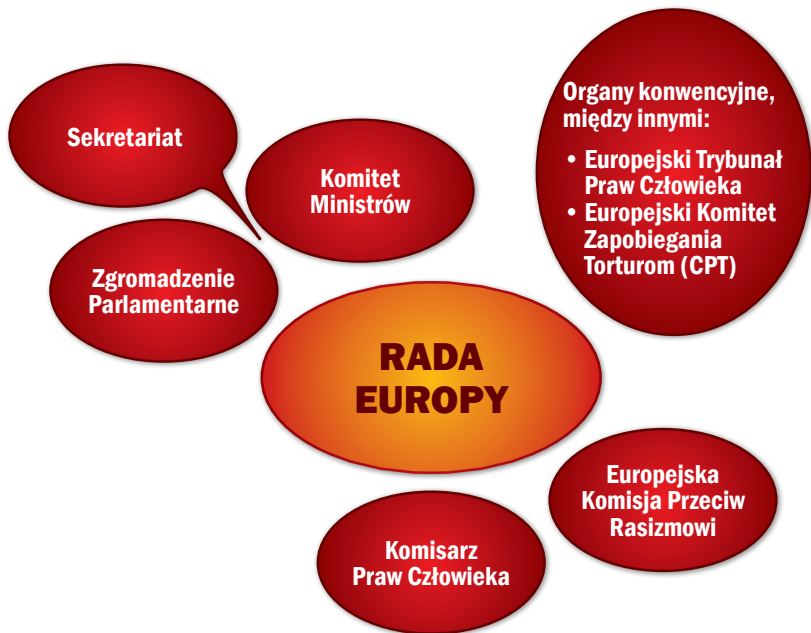 Sekretariat
Komitet
Ministrów
Zgromadzenie
Parlamentarne
Organy konwencyjne,
między innymi:
• Europejski Trybunał
Praw Człowieka
• Europejski Komitet
Zapobiegania
Torturom (CPT)
RADA
EUROPY
Europejska
Komisja Przeciw
Rasizmowi
Komisarz
Praw Człowieka